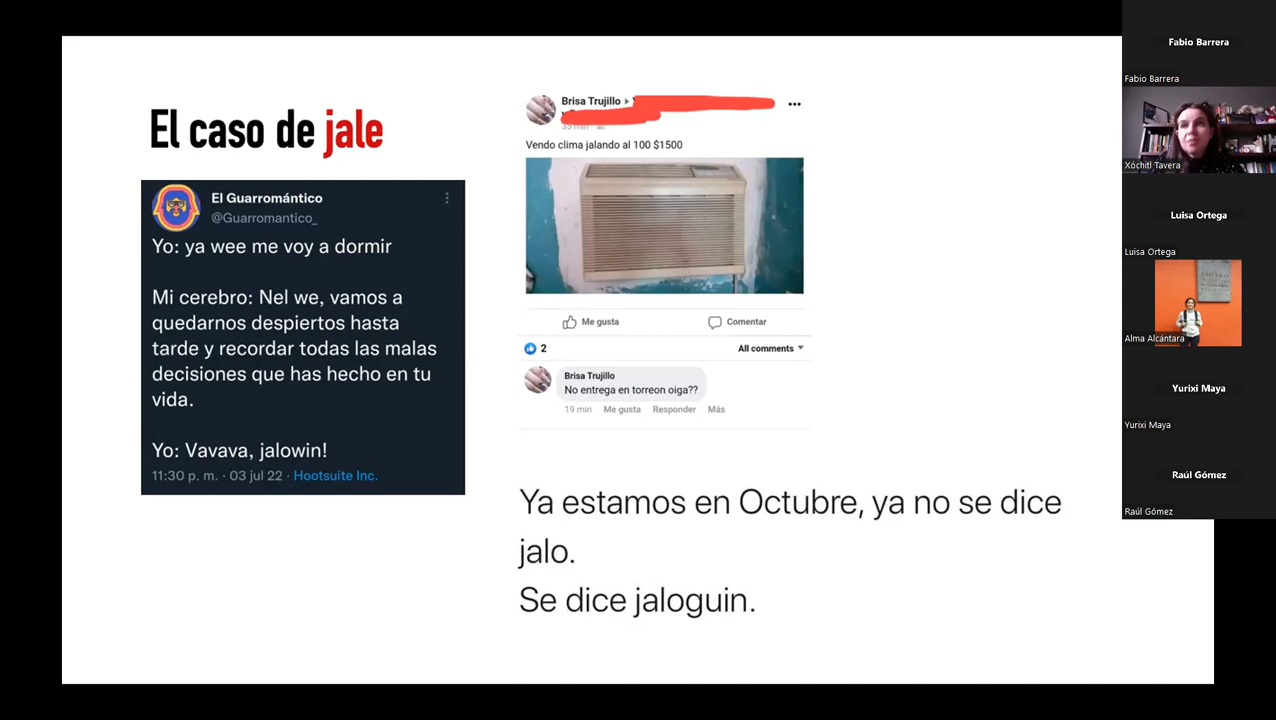 El caso de jale
El Guarromántico
@Guarromantico_
Yo: ya wee me voy a dormir
Mi cerebro: Nel we, vamos a
quedarnos despiertos hasta
tarde y recordar todas las malas
decisiones que has hecho en tu
vida.
Yo: Vavava, jalowin!
11:30 p. m. · 03 jul 22 · Hootsuite Inc.
Brisa Trujillo
Vendo clima jalando al 100 $1500
Me gusta
Comentar
2
All comments
Brisa Trujillo
No entrega en torreon oiga??
19 min Me gusta Responder Más
Ya estamos en Octubre, ya no se dice
jalo.
Se dice jaloguin.
Fabio Barrera
Fabio Barrera
Xóchitl Tavera
Luisa Ortega
Luisa Ortega
Alma Alcántara
Yurixi Maya
Yurixi Maya
Raúl Gómez
Raúl Gómez